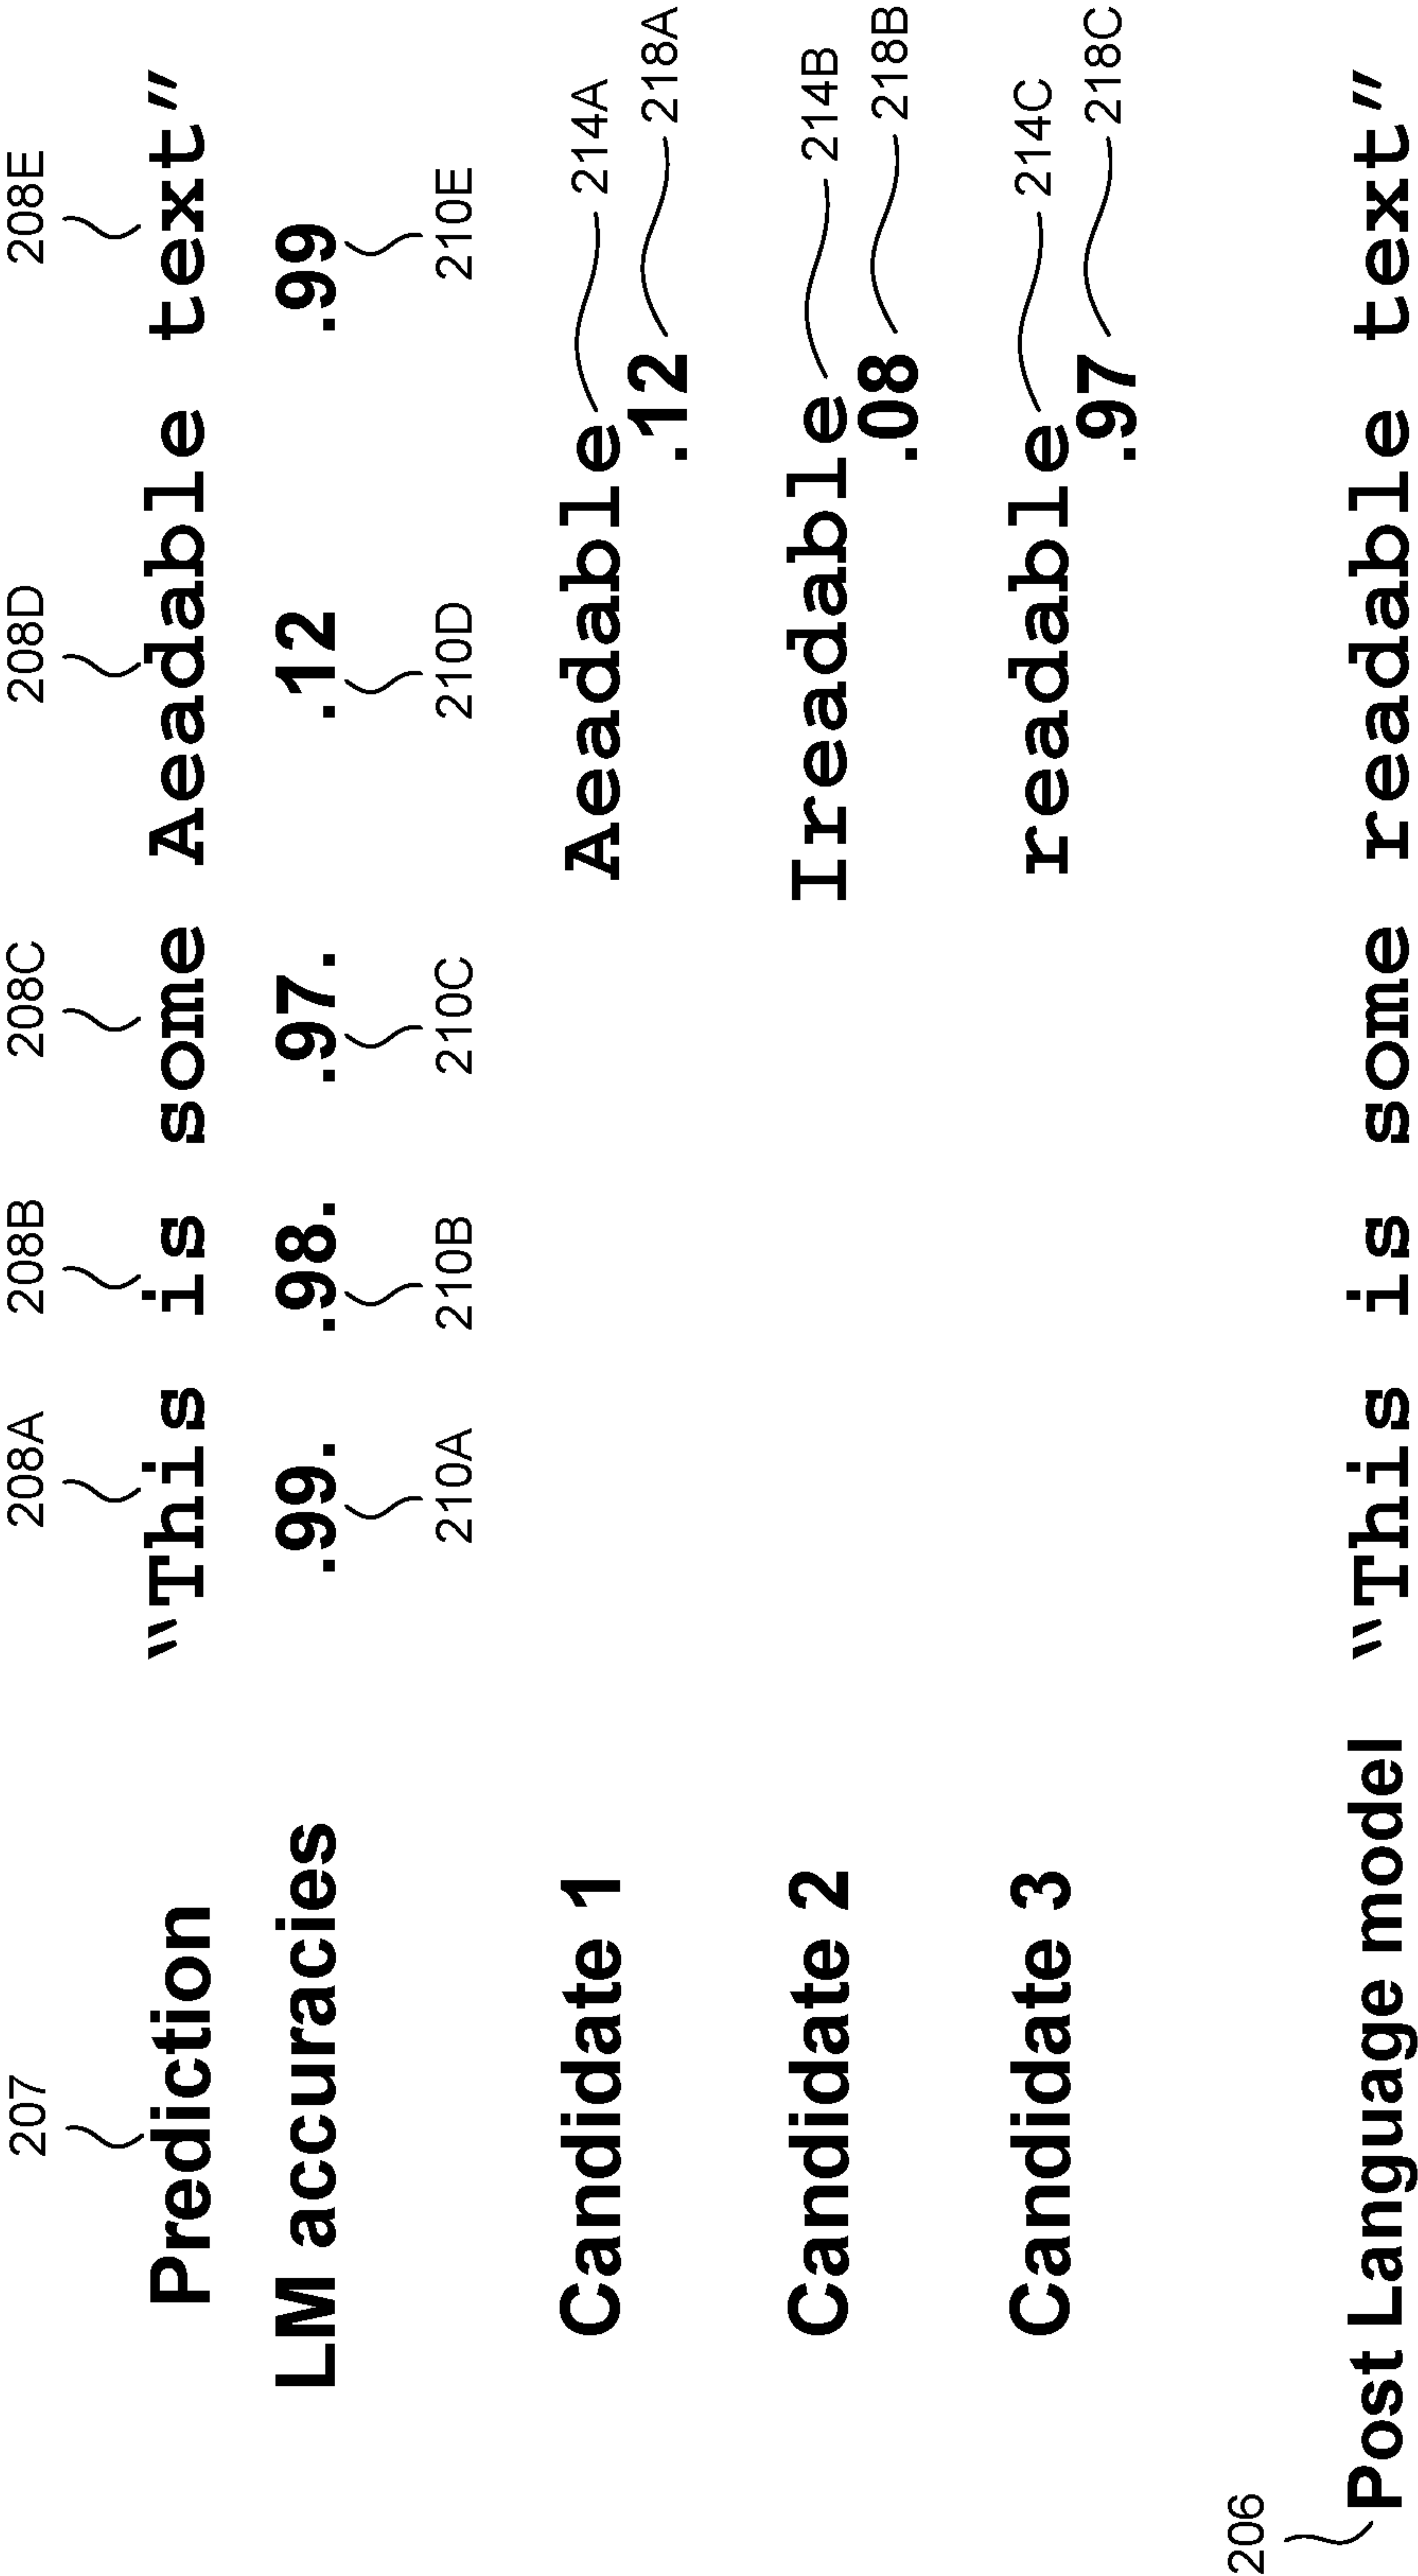 207 208A 208B 208C 208D 208E
Prediction “This is some Aeadable text”
LM accuracies .99. .98. .97. .12 .99
210A 210B 210C 210D 210E
Candidate 1 Aeadable 214A
.12 218A
Candidate 2 Ireadable 214B
.08 218B
Candidate 3 readable 214C
.97 218C
206
Post Language model “This is some readable text”